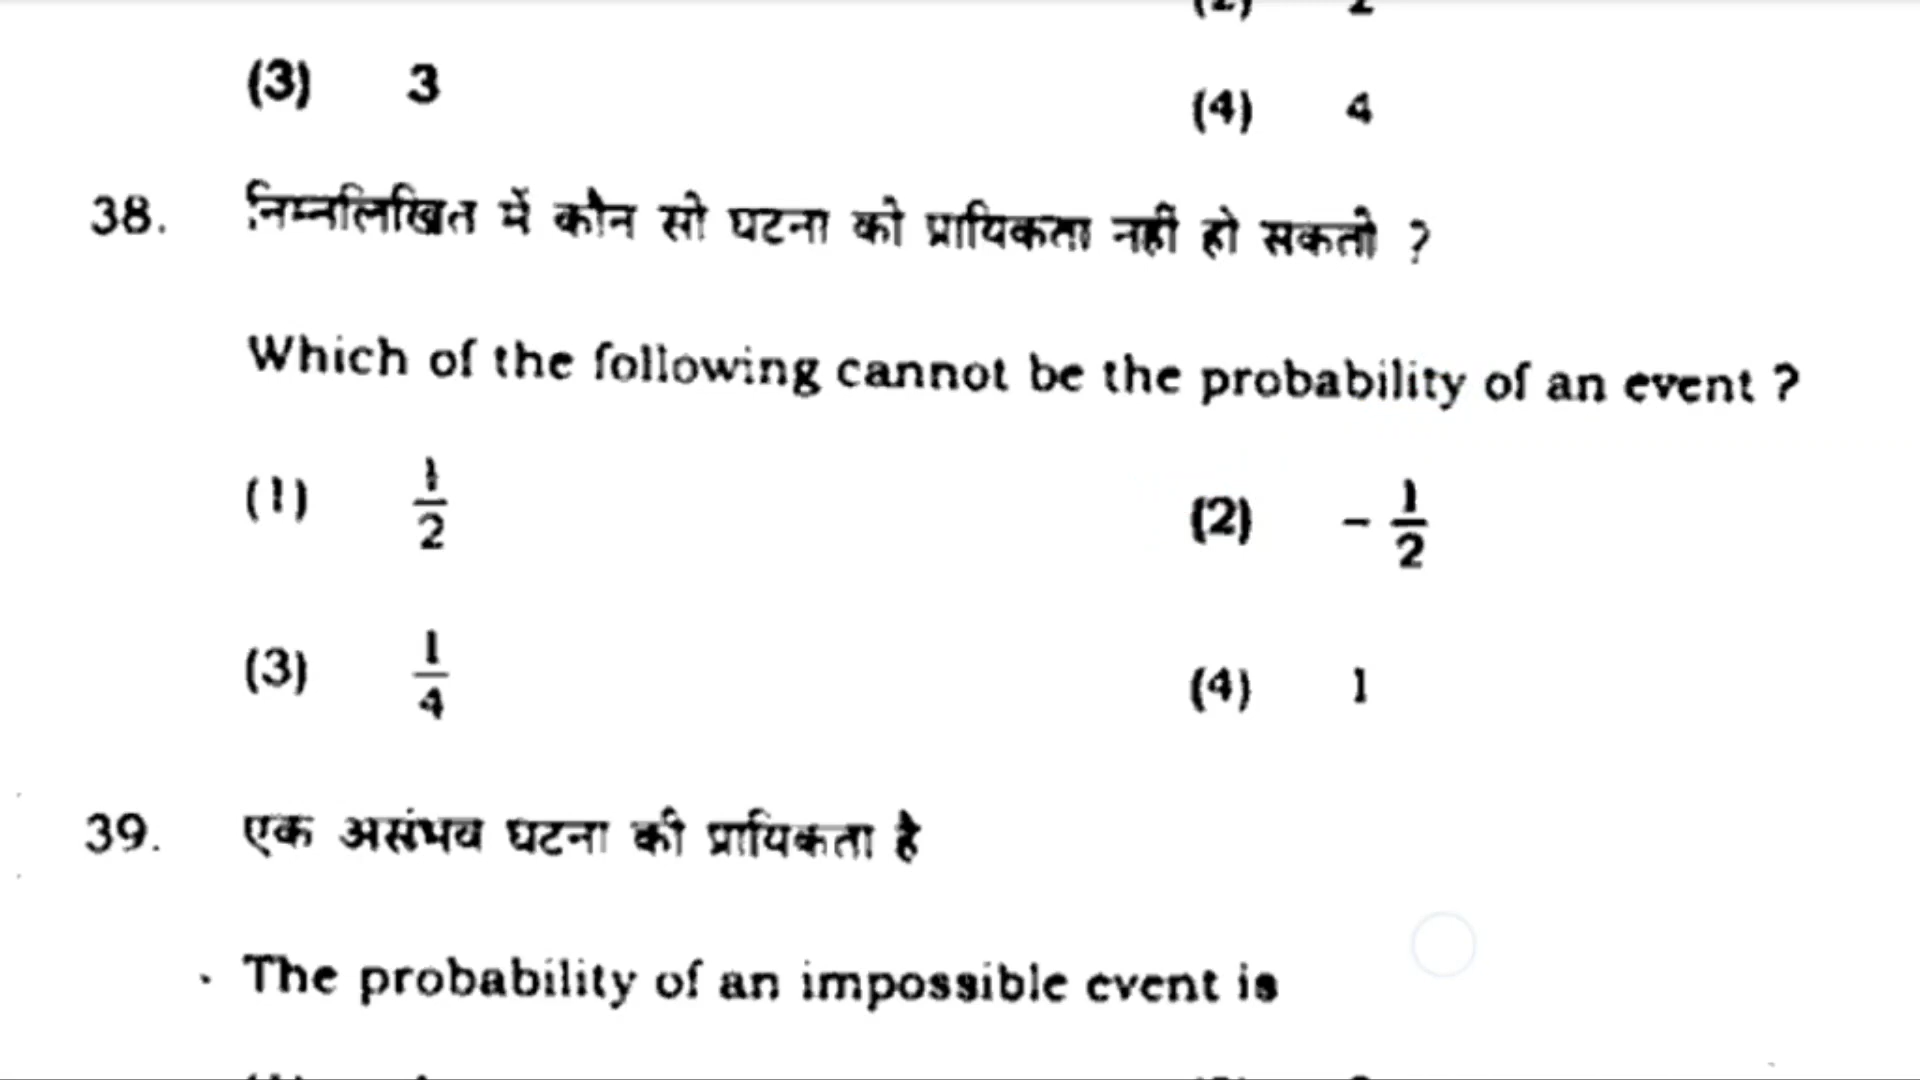 (3) 3
(4) 4
38. निम्नलिखित में कौन सी घटना की प्रायिकता नहीं हो सकती ?
Which of the following cannot be the probability of an event ?
(1) 1/2
(2) - 1/2
(3) 1/4
(4) 1
39. एक असंभव घटना की प्रायिकता है
The probability of an impossible event is